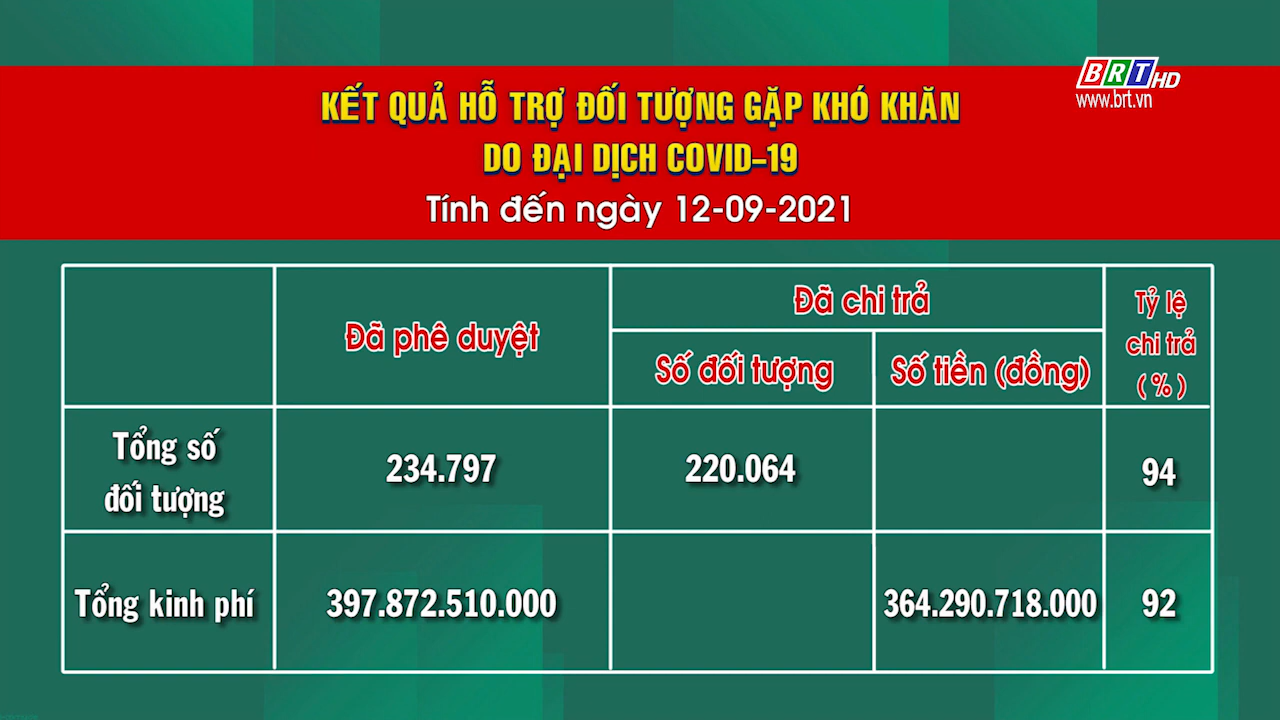 BRT HD
www.brt.vn
KẾT QUẢ HỖ TRỢ ĐỐI TƯỢNG GẶP KHÓ KHĂN
DO ĐẠI DỊCH COVID-19
Tính đến ngày 12-09-2021
Đã phê duyệt
Đã chi trả
Số đối tượng
Số tiền (đồng)
Tỷ lệ
chi trả
(%)
Tổng số
đối tượng
234.797
220.064
94
Tổng kinh phí
397.872.510.000
364.290.718.000
92